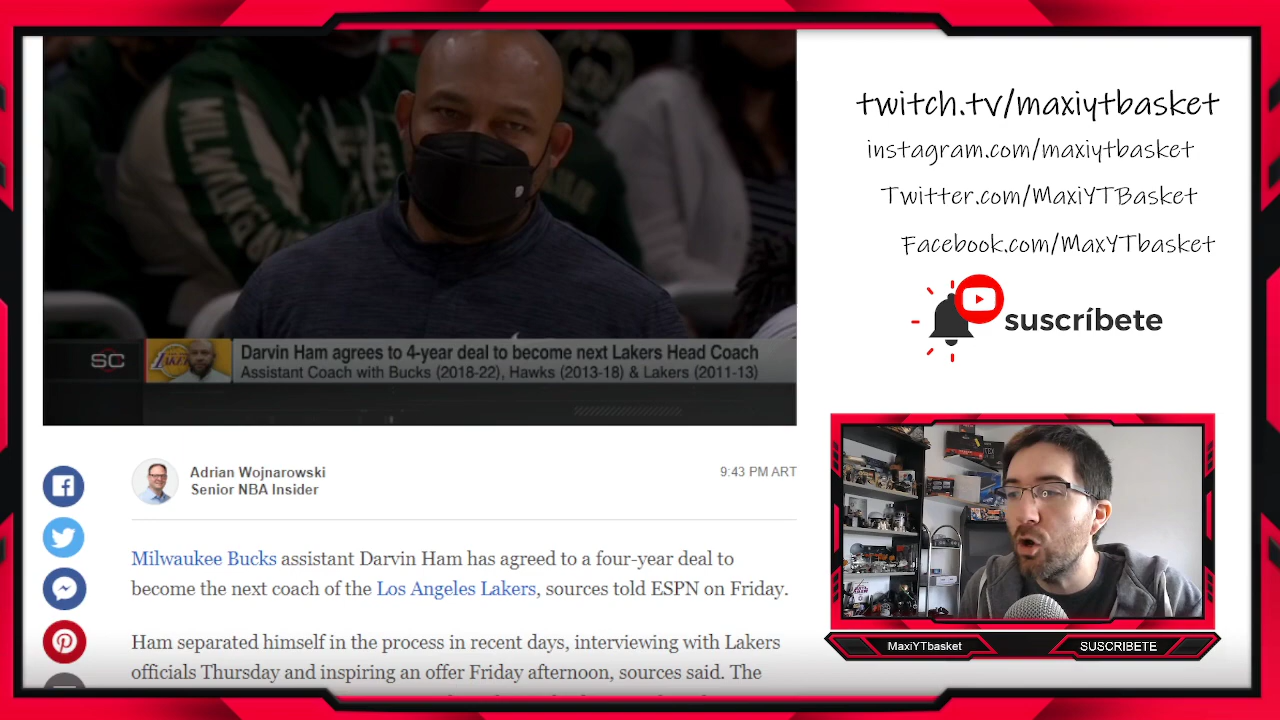 MILWAUKEE
SC
LAKERS
Darvin Ham agrees to 4-year deal to become next Lakers Head Coach
Assistant Coach with Bucks (2018-22), Hawks (2013-18) & Lakers (2011-13)
Adrian Wojnarowski
Senior NBA Insider
9:43 PM ART
Milwaukee Bucks assistant Darvin Ham has agreed to a four-year deal to
become the next coach of the Los Angeles Lakers, sources told ESPN on Friday.
Ham separated himself in the process in recent days, interviewing with Lakers
officials Thursday and inspiring an offer Friday afternoon, sources said. The
twitch.tv/maxiytbasket
instagram.com/maxiytbasket
Twitter.com/MaxiYTBasket
Facebook.com/MaxYTbasket
suscríbete
MaxiYTbasket
SUSCRIBETE